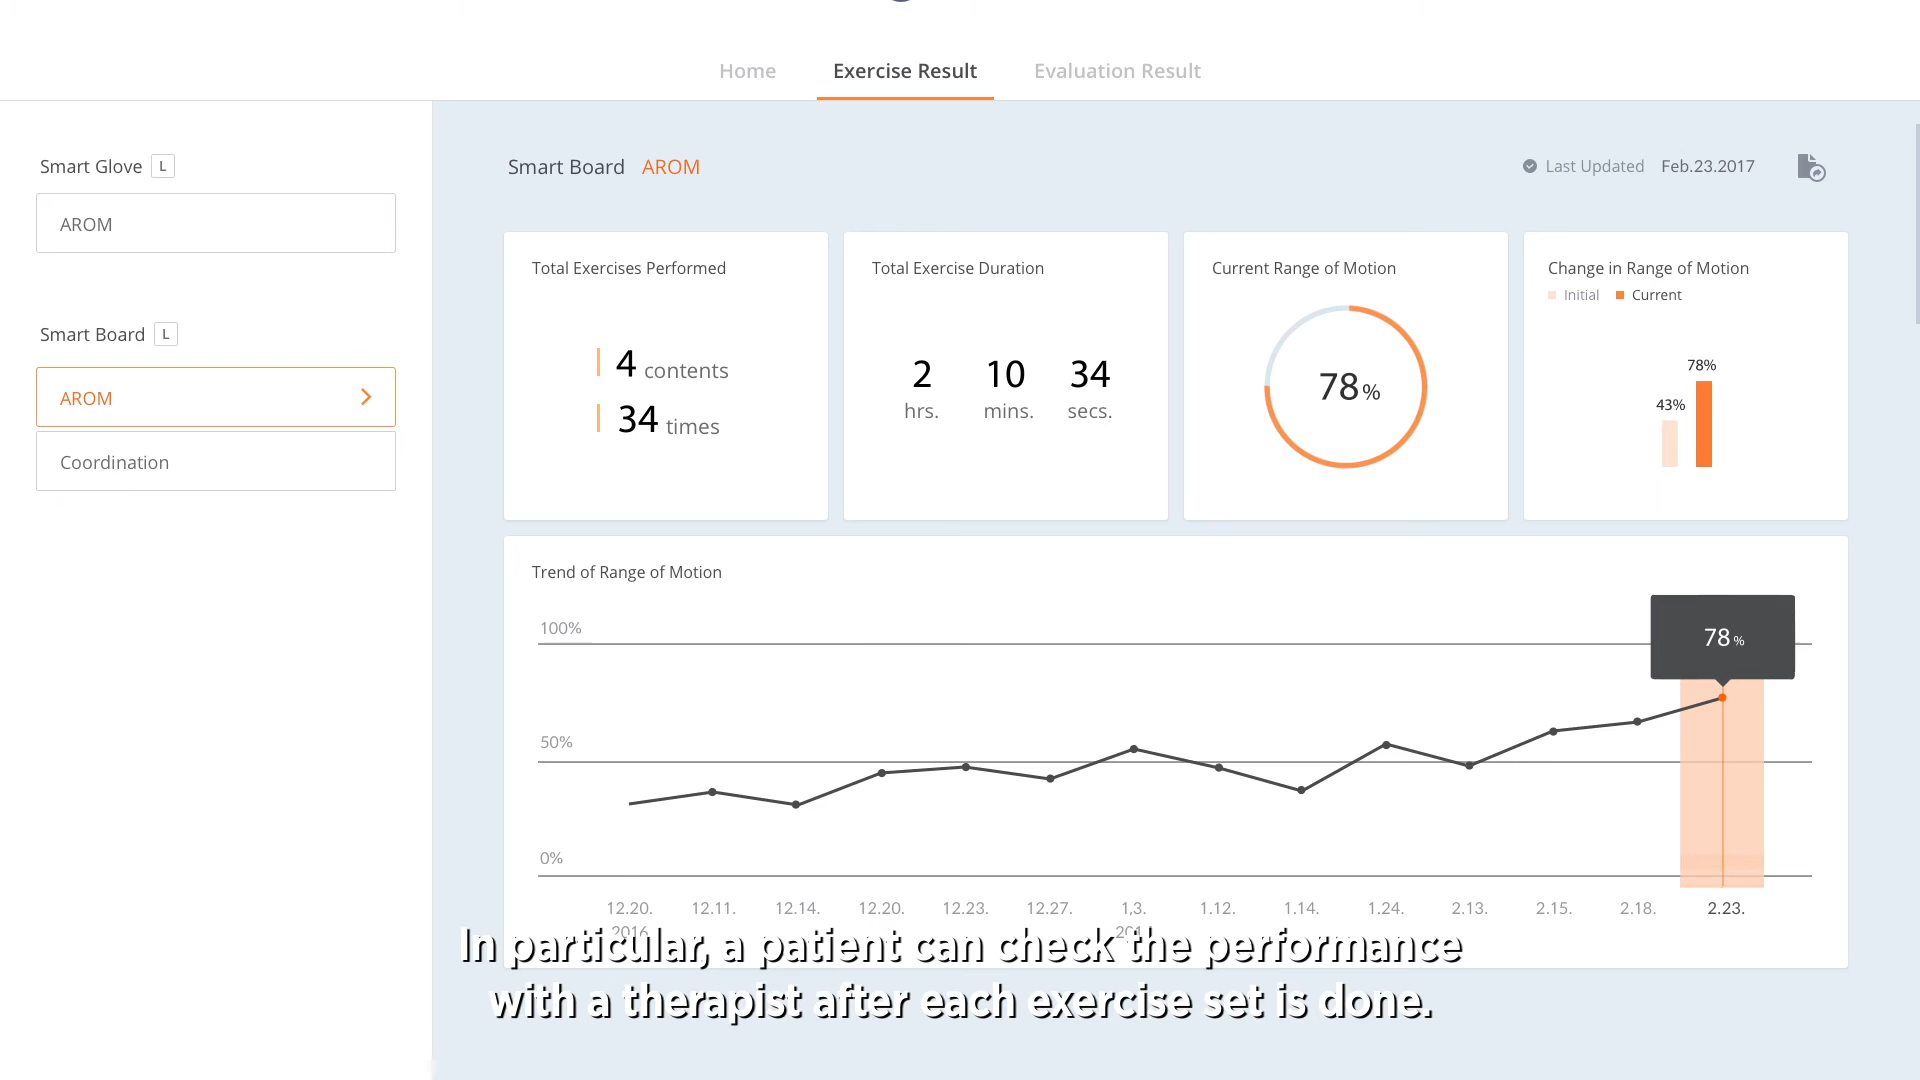 Home
Exercise Result
Evaluation Result
Smart Glove L
AROM
Smart Board L
AROM
Coordination
Smart Board AROM
Last Updated Feb.23.2017
Total Exercises Performed
4 contents
34 times
Total Exercise Duration
2 hrs.
10 mins.
34 secs.
Current Range of Motion
78%
Change in Range of Motion
Initial Current
43%
78%
Trend of Range of Motion
100%
50%
0%
78%
12.20. 12.11. 12.14. 12.20. 12.23. 12.27. 1,3. 1.12. 1.14. 1.24. 2.13. 2.15. 2.18. 2.23.
2016
In particular, a patient can check the performance
with a therapist after each exercise set is done.